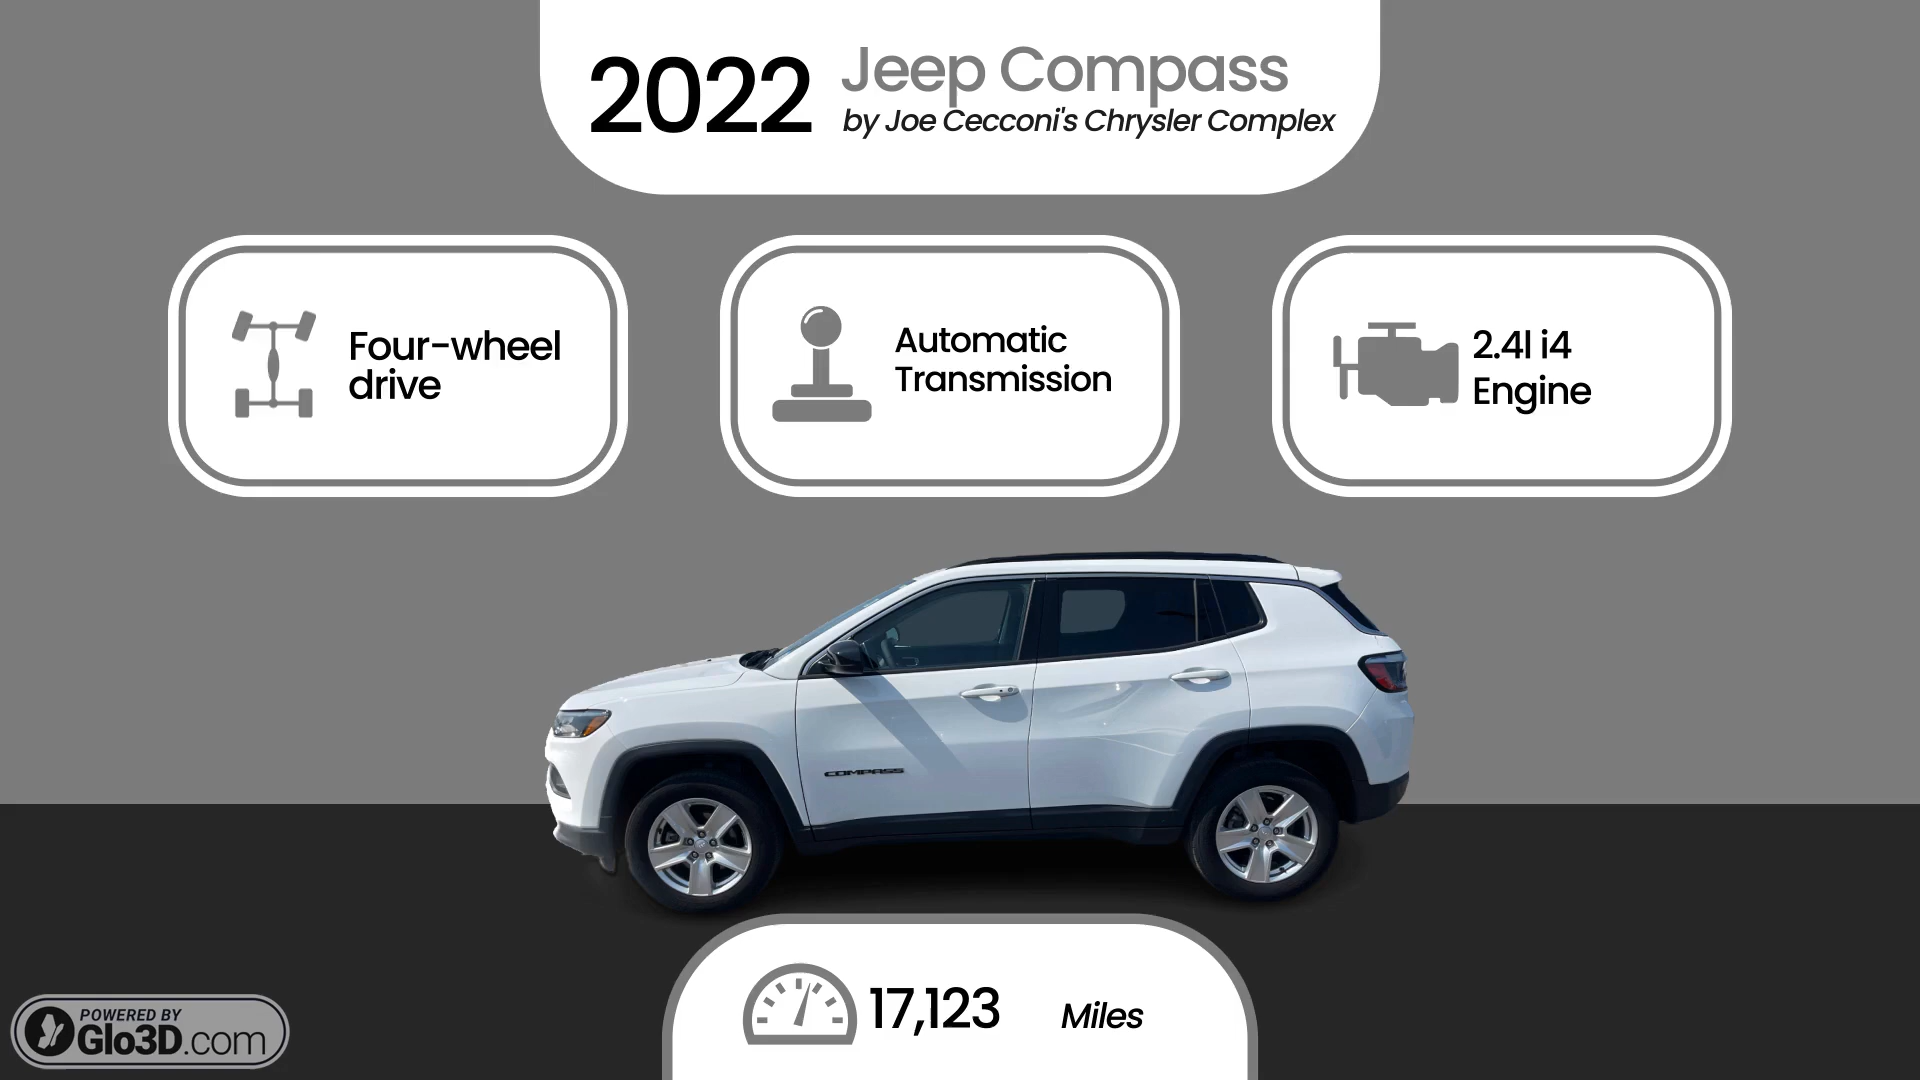 2022
Jeep Compass
by Joe Cecconi's Chrysler Complex
Four-wheel
drive
Automatic
Transmission
2.4l i4
Engine
COMPASS
17,123 Miles
POWERED BY
Glo3D.com